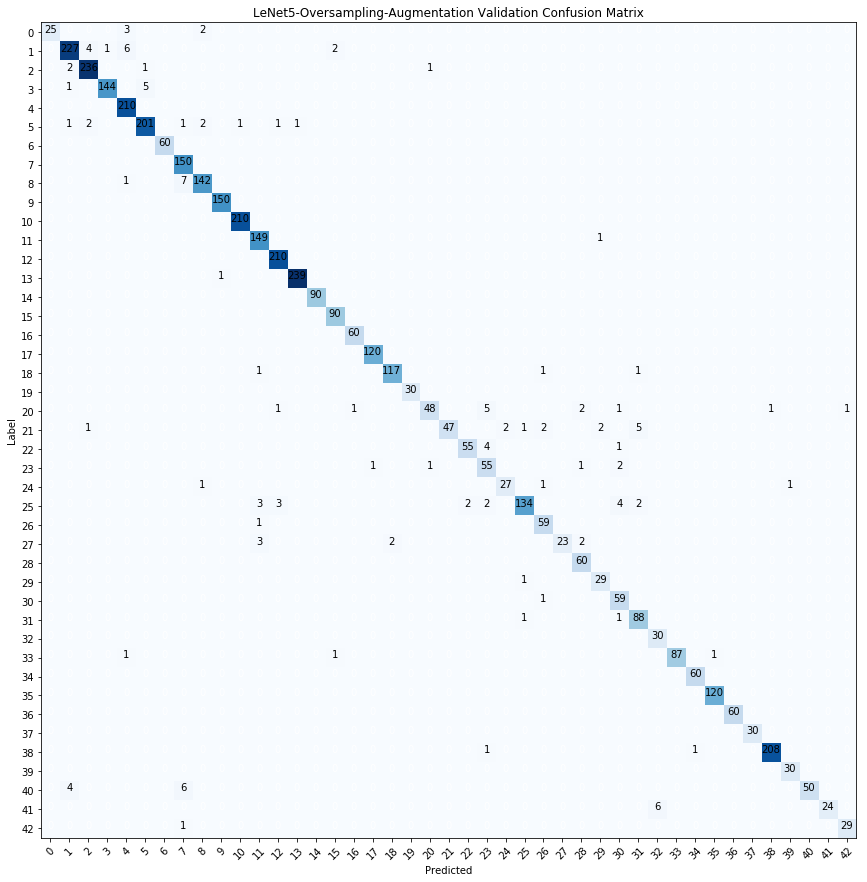 LeNet5-Oversampling-Augmentation Validation Confusion Matrix
0 25 3 2
1 227 4 1 6 2
2 2 236 1 1
3 1 144 5
4 210
5 1 2 201 1 2 1 1 1
6 60
7 150
8 1 7 142
9 150
10 210
11 149 1
12 210
13 1 239
14 90
15 90
16 60
17 120
18 1 117 1 1
19 30
20 1 1 48 5 2 1 1 1
21 1 47 2 1 2 2 5
22 55 4 1
23 1 1 55 1 2
24 1 27 1 1
25 3 3 2 2 134 4 2
26 1 59
27 3 2 23 2
28 60
29 1 29
30 1 59
31 1 1 88
32 30
33 1 1 87 1
34 60
35 120
36 60
37 30
38 1 1 208
39 30
40 4 6 50
41 6 24
42 1 29
Label
0 1 2 3 4 5 6 7 8 9 10 11 12 13 14 15 16 17 18 19 20 21 22 23 24 25 26 27 28 29 30 31 32 33 34 35 36 37 38 39 40 41 42
Predicted